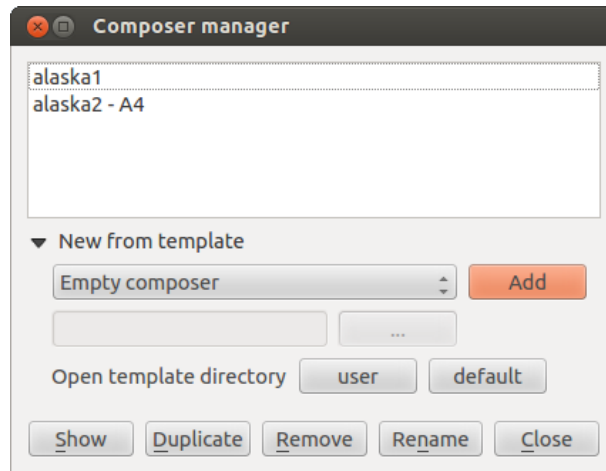 Composer manager
alaska1
alaska2 - A4
New from template
Empty composer Add
...
Open template directory user default
Show Duplicate Remove Rename Close